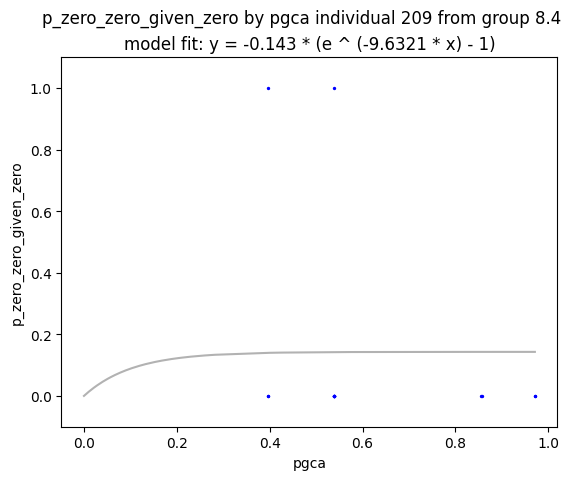 p_zero_zero_given_zero by pgca individual 209 from group 8.4
model fit: y = -0.143 * (e ^ (-9.6321 * x) - 1)
1.0
0.8
0.6
0.4
0.2
0.0
p_zero_zero_given_zero
0.0 0.2 0.4 0.6 0.8 1.0
pgca